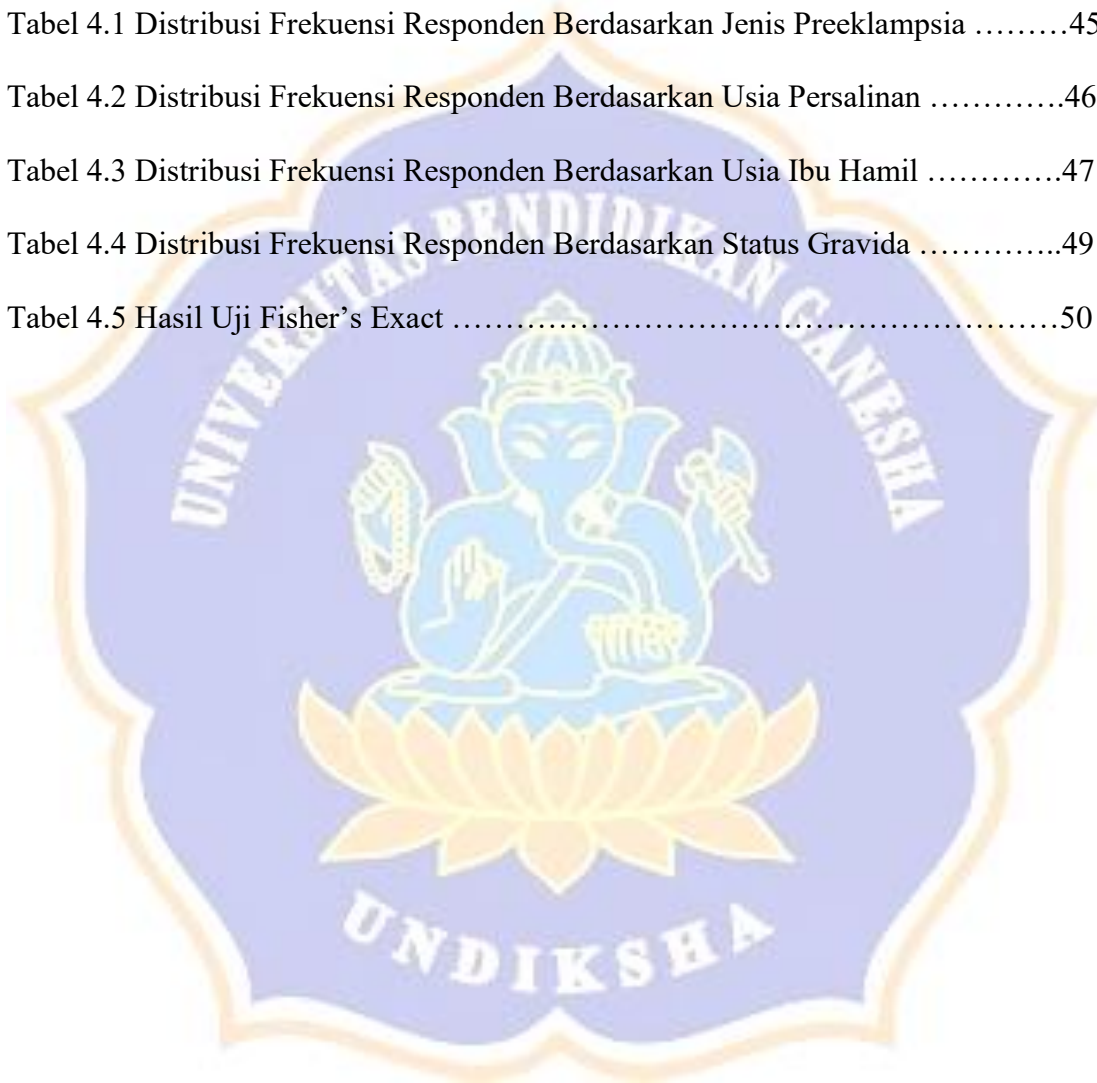 Tabel 4.1 Distribusi Frekuensi Responden Berdasarkan Jenis Preeklampsia ………45
Tabel 4.2 Distribusi Frekuensi Responden Berdasarkan Usia Persalinan ………….46
Tabel 4.3 Distribusi Frekuensi Responden Berdasarkan Usia Ibu Hamil ………….47
Tabel 4.4 Distribusi Frekuensi Responden Berdasarkan Status Gravida …………..49
Tabel 4.5 Hasil Uji Fisher’s Exact ……………………………………………………50
UNIVERSITAS PENDIDIKAN GANESHA
UNDIKSHA